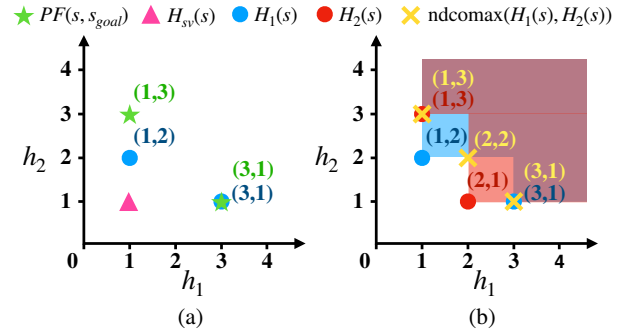 PF(s, s_goal) H_sv(s) H_1(s) H_2(s) ndcomax(H_1(s), H_2(s))
4
3
2
1
0
h_2
(1,3)
(1,2)
(3,1)
(3,1)
1 2 3 4
h_1
(a)
4
3
2
1
0
h_2
(1,3)
(1,3)
(1,2)
(2,2)
(2,1)
(3,1)
(3,1)
1 2 3 4
h_1
(b)